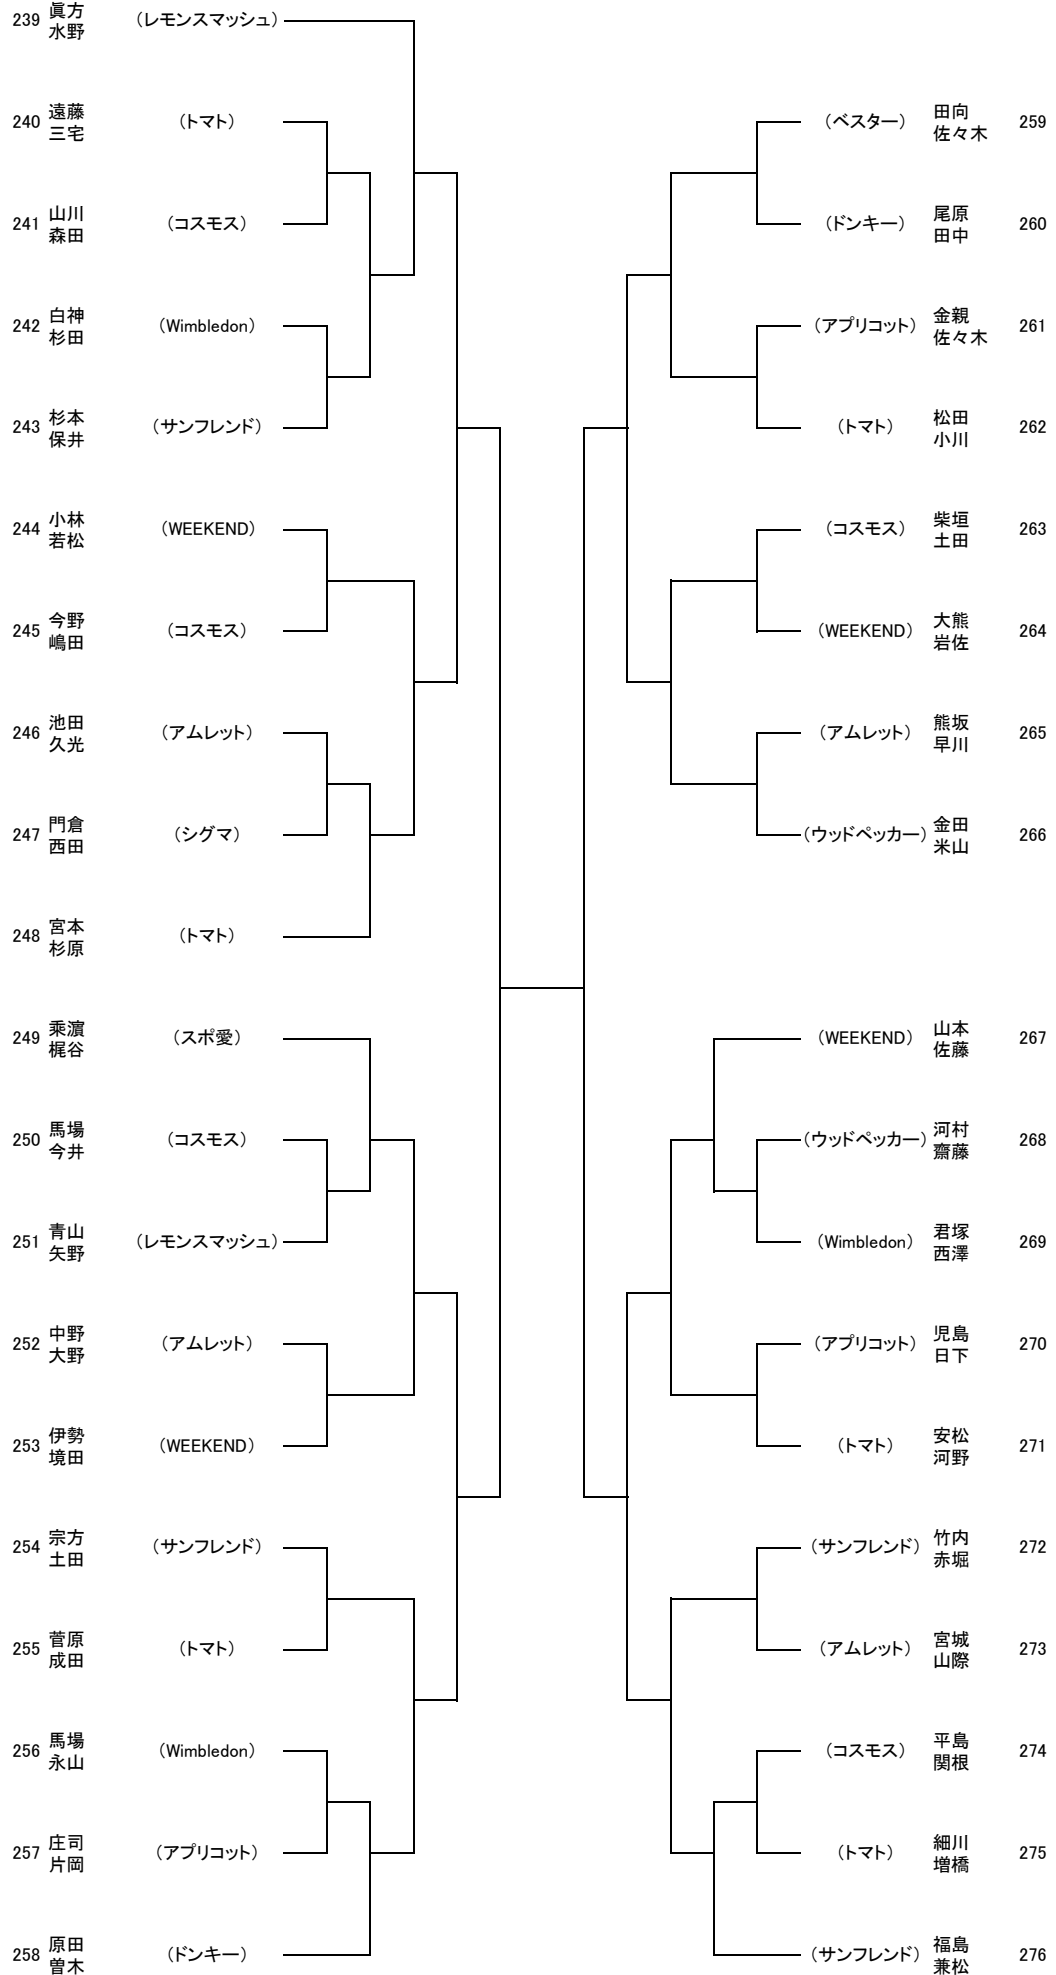 239 眞方 水野 （レモンスマッシュ）
240 遠藤 三宅 （トマト）
241 山川 森田 （コスモス）
242 白神 杉田 （Wimbledon）
243 杉本 保井 （サンフレンド）
244 小林 若松 （WEEKEND）
245 今野 嶋田 （コスモス）
246 池田 久光 （アムレット）
247 門倉 西田 （シグマ）
248 宮本 杉原 （トマト）
249 乘濵 梶谷 （スポ愛）
250 馬場 今井 （コスモス）
251 青山 矢野 （レモンスマッシュ）
252 中野 大野 （アムレット）
253 伊勢 境田 （WEEKEND）
254 宗方 土田 （サンフレンド）
255 菅原 成田 （トマト）
256 馬場 永山 （Wimbledon）
257 庄司 片岡 （アプリコット）
258 原田 曽木 （ドンキー）
（ベスター） 田向 佐々木 259
（ドンキー） 尾原 田中 260
（アプリコット） 金親 佐々木 261
（トマト） 松田 小川 262
（コスモス） 柴垣 土田 263
（WEEKEND） 大熊 岩佐 264
（アムレット） 熊坂 早川 265
（ウッドペッカー） 金田 米山 266
（WEEKEND） 山本 佐藤 267
（ウッドペッカー） 河村 齋藤 268
（Wimbledon） 君塚 西澤 269
（アプリコット） 児島 日下 270
（トマト） 安松 河野 271
（サンフレンド） 竹内 赤堀 272
（アムレット） 宮城 山際 273
（コスモス） 平島 関根 274
（トマト） 細川 増橋 275
（サンフレンド） 福島 兼松 276